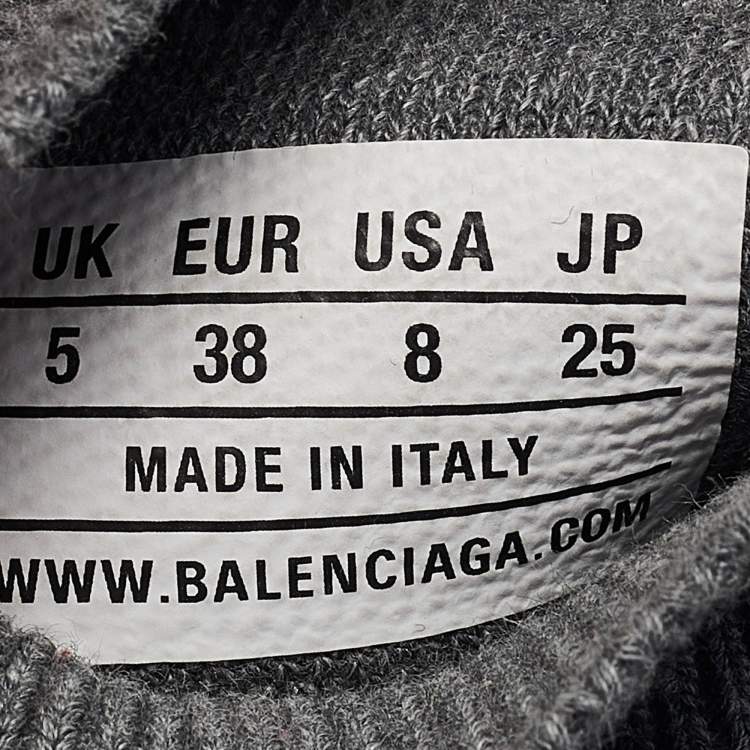 UK EUR USA JP
5 38 8 25
MADE IN ITALY
WWW.BALENCIAGA.COM